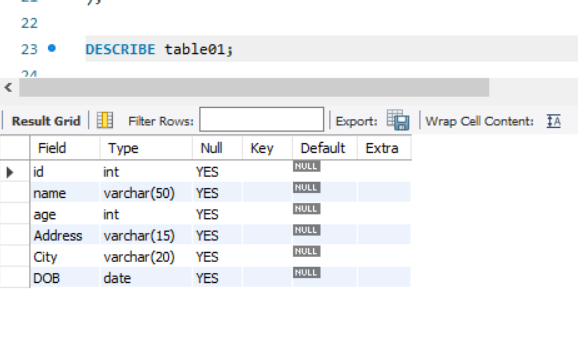 22
23 DESCRIBE table01;
24
Result Grid Filter Rows: Export: Wrap Cell Content: IA
Field Type Null Key Default Extra
id int YES NULL
name varchar(50) YES NULL
age int YES NULL
Address varchar(15) YES NULL
City varchar(20) YES NULL
DOB date YES NULL